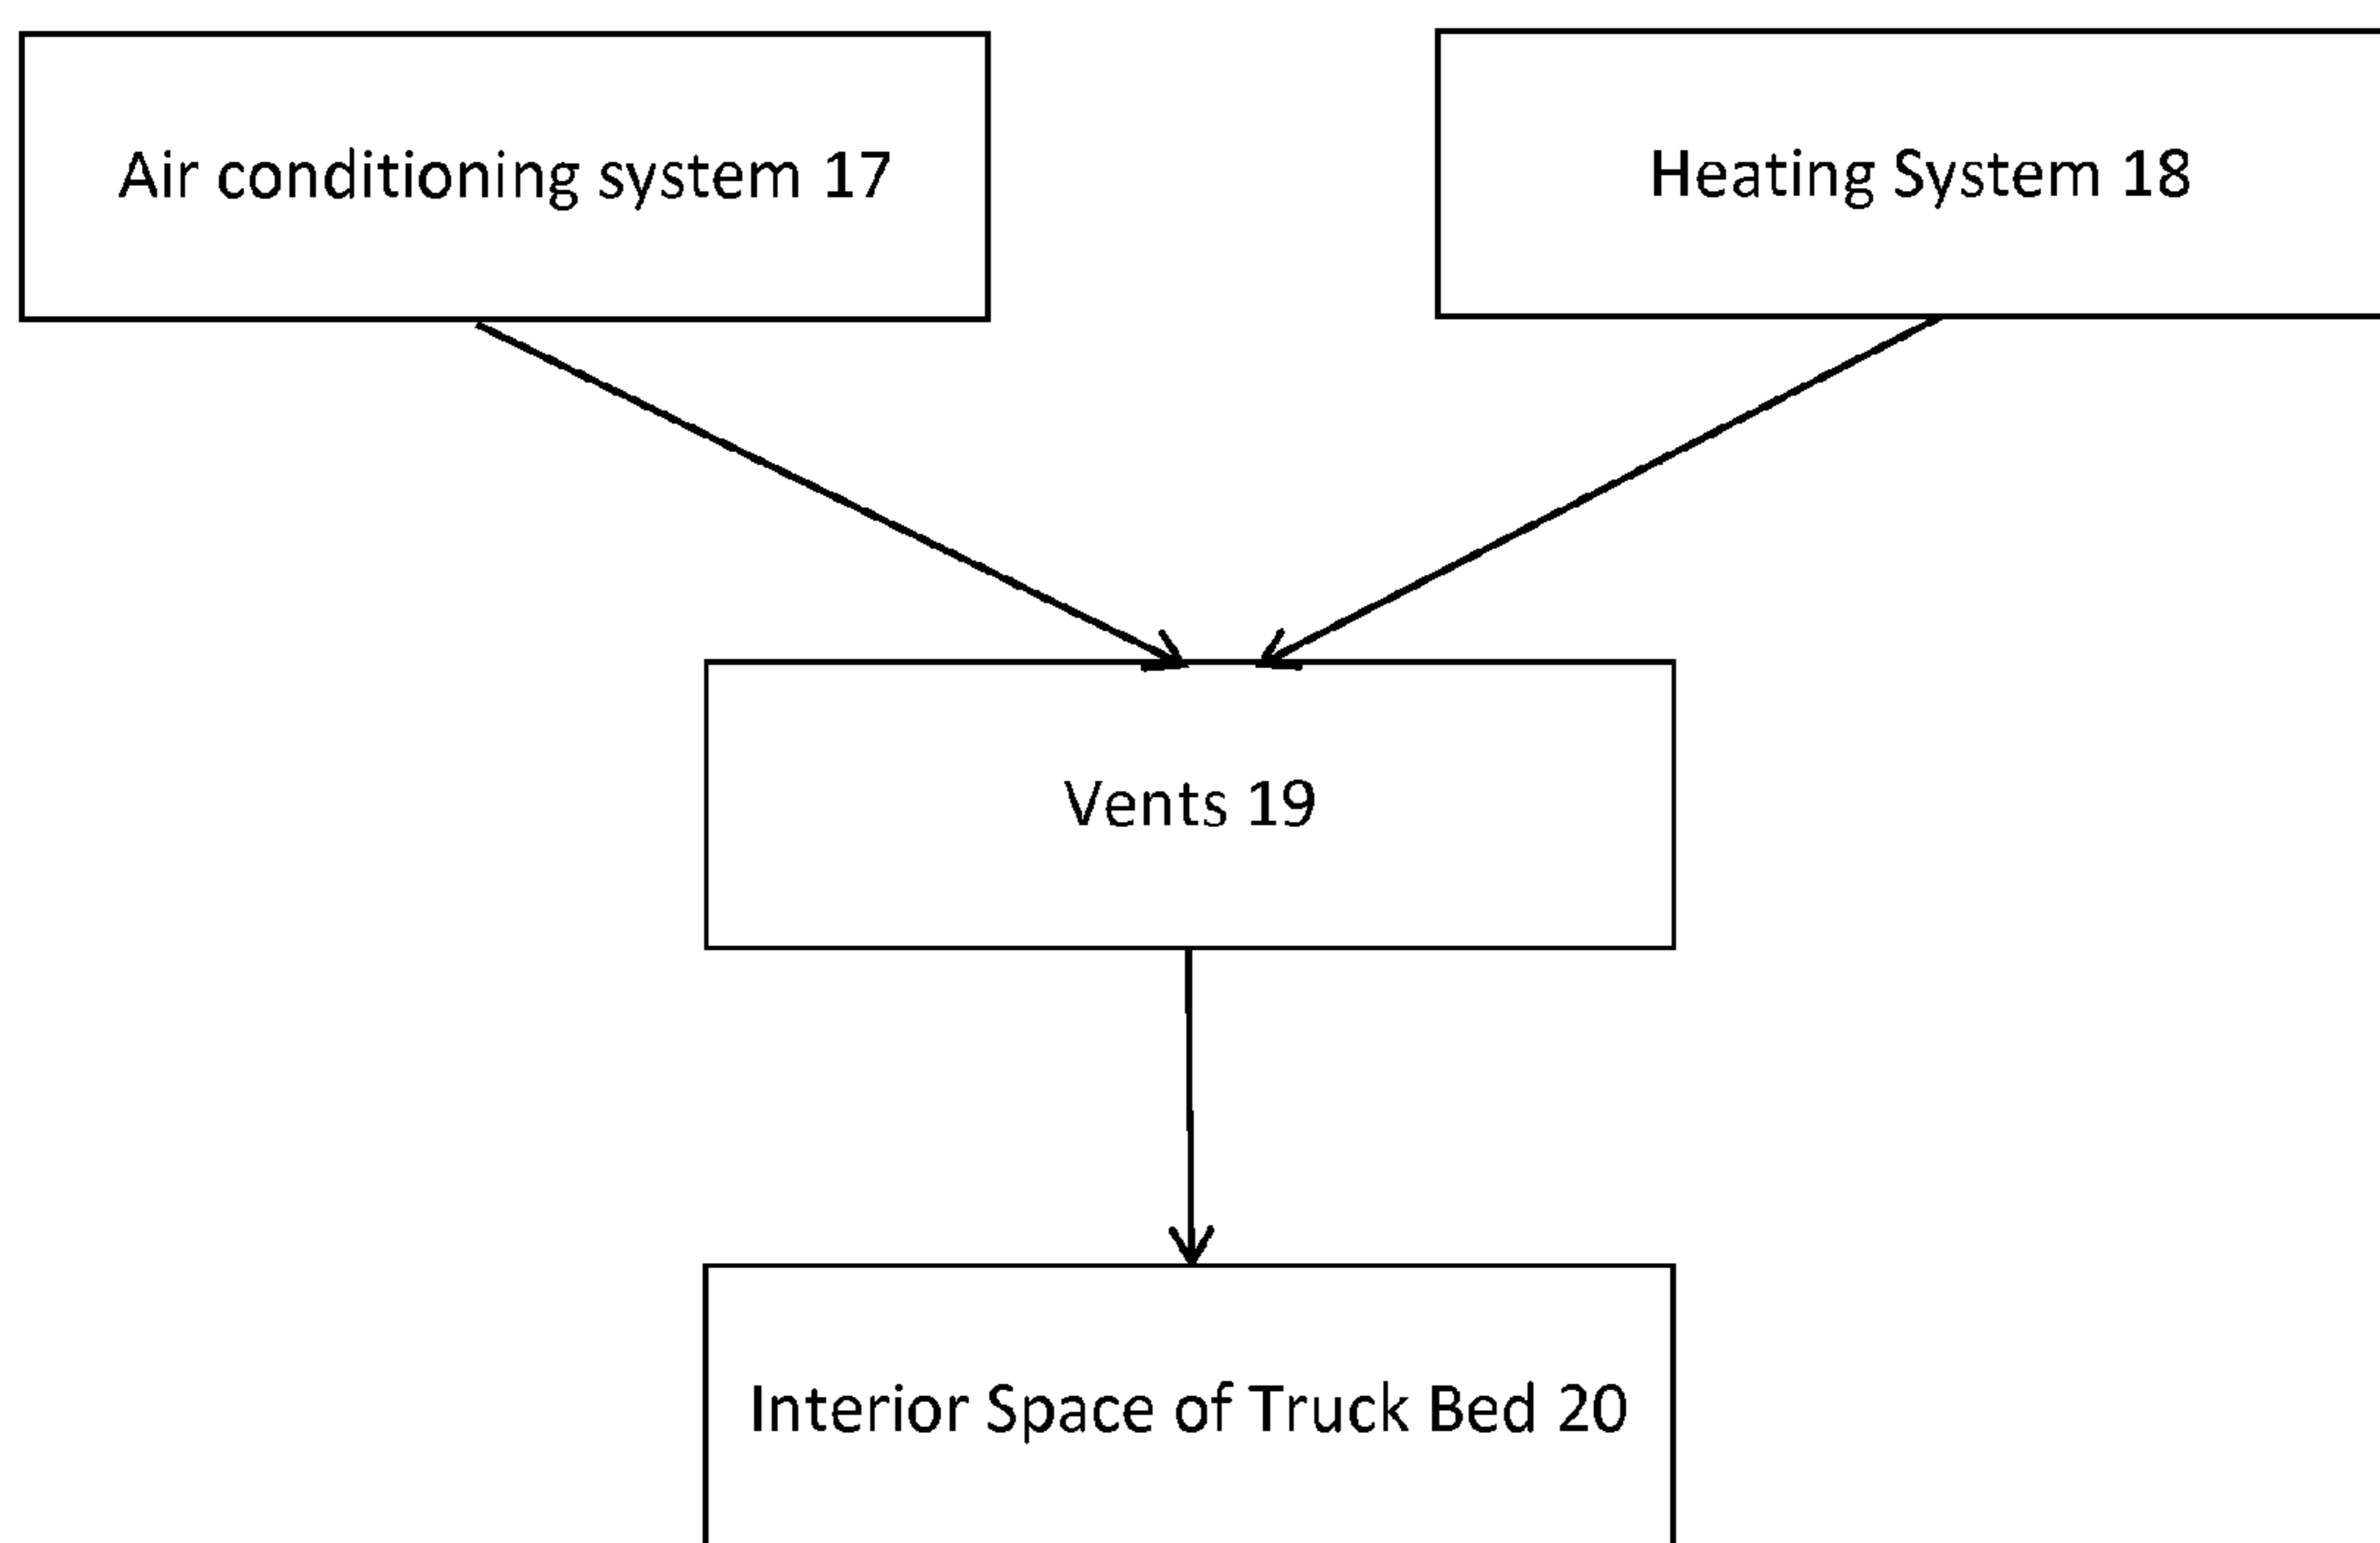 Air conditioning system 17
Heating System 18
Vents 19
Interior Space of Truck Bed 20